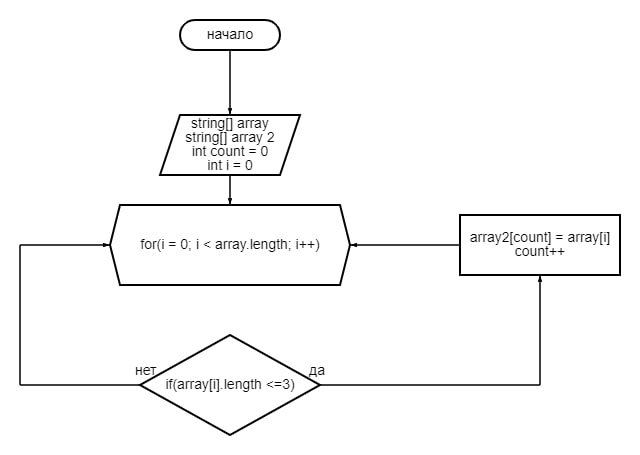 начало
string[] array
string[] array 2
int count = 0
int i = 0
for(i = 0; i < array.length; i++)
array2[count] = array[i]
count++
нет
да
if(array[i].length <=3)